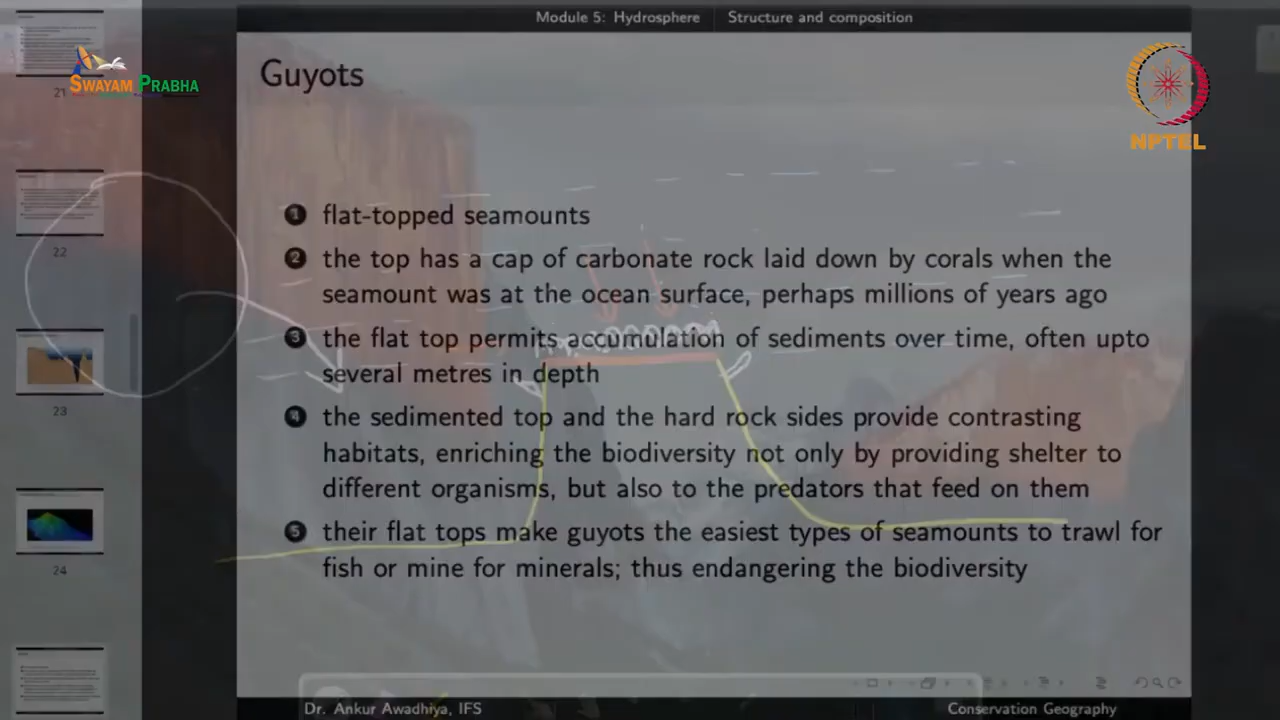 Module 5: Hydrosphere Structure and composition
SWAYAM PRABHA
NPTEL
Guyots
1 flat-topped seamounts
2 the top has a cap of carbonate rock laid down by corals when the
seamount was at the ocean surface, perhaps millions of years ago
3 the flat top permits accumulation of sediments over time, often upto
several metres in depth
4 the sedimented top and the hard rock sides provide contrasting
habitats, enriching the biodiversity not only by providing shelter to
different organisms, but also to the predators that feed on them
5 their flat tops make guyots the easiest types of seamounts to trawl for
fish or mine for minerals; thus endangering the biodiversity
21
22
23
24
Dr. Ankur Awadhiya, IFS Conservation Geography